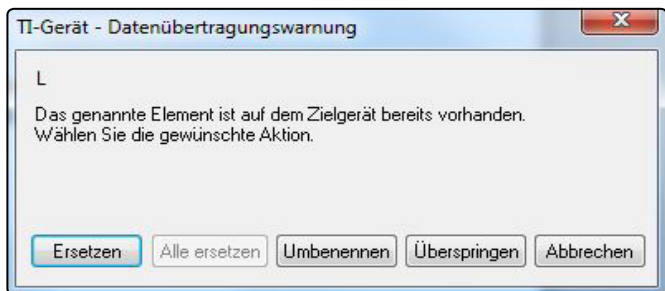 TI-Gerät - Datenübertragungswarnung
L
Das genannte Element ist auf dem Zielgerät bereits vorhanden.
Wählen Sie die gewünschte Aktion.
Ersetzen Alle ersetzen Umbenennen Überspringen Abbrechen